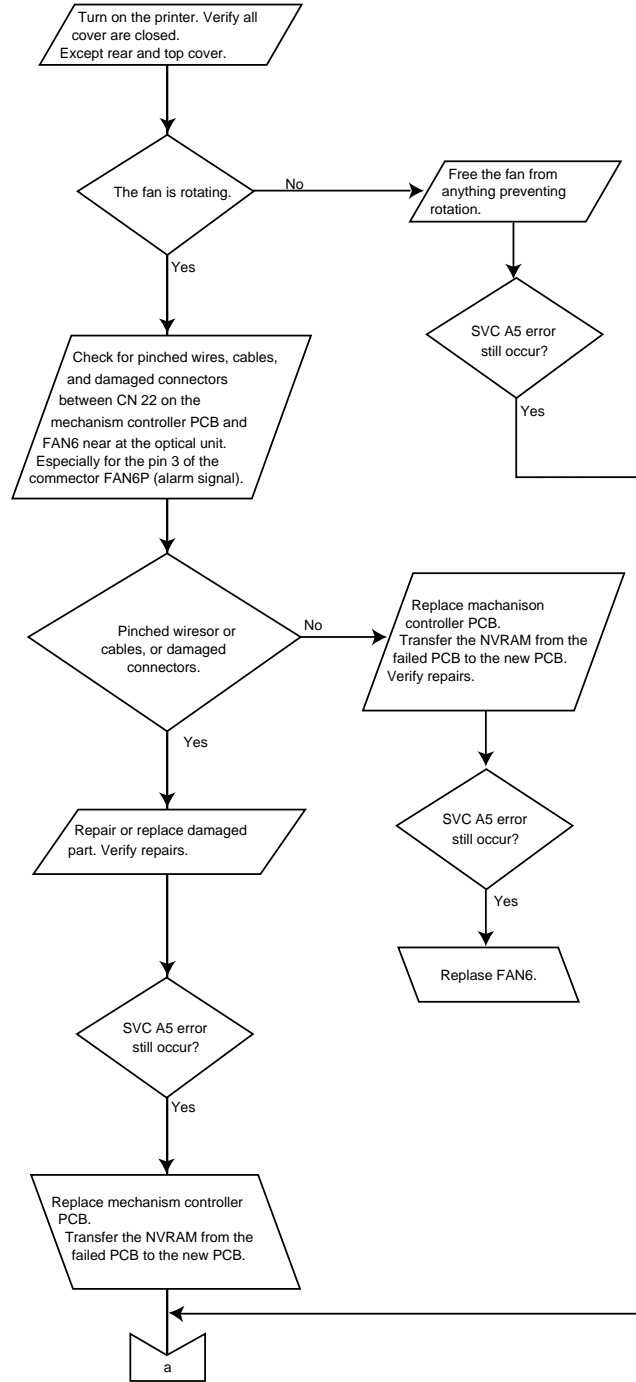 Turn on the printer. Verify all
cover are closed.
Except rear and top cover.
The fan is rotating.
No
Free the fan from
anything preventing
rotation.
Yes
SVC A5 error
still occur?
Yes
Check for pinched wires, cables,
and damaged connectors
between CN 22 on the
mechanism controller PCB and
FAN6 near at the optical unit.
Especially for the pin 3 of the
commector FAN6P (alarm signal).
Pinched wiresor or
cables, or damaged
connectors.
No
Replace machanison
controller PCB.
Transfer the NVRAM from the
failed PCB to the new PCB.
Verify repairs.
Yes
Repair or replace damaged
part. Verify repairs.
SVC A5 error
still occur?
Yes
Replase FAN6.
SVC A5 error
still occur?
Yes
Replace mechanism controller
PCB.
Transfer the NVRAM from the
failed PCB to the new PCB.
a